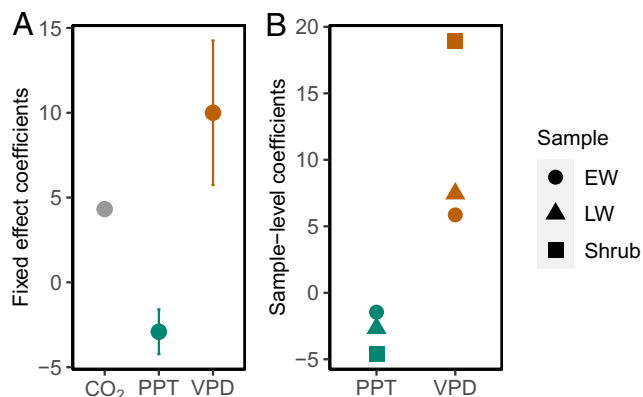 A
Fixed effect coefficients
15
10
5
0
−5
CO₂ PPT VPD
B
Sample−level coefficients
20
15
10
5
0
−5
PPT VPD
Sample
EW
LW
Shrub